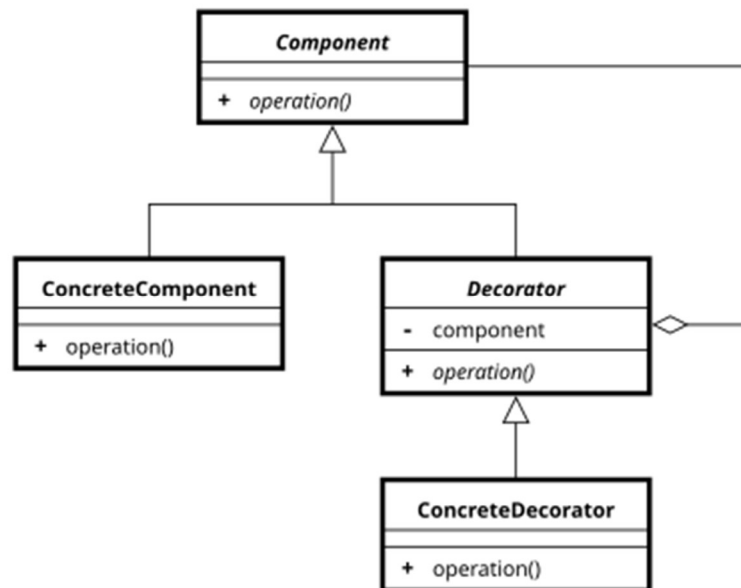 Component
+ operation()
ConcreteComponent
+ operation()
Decorator
- component
+ operation()
ConcreteDecorator
+ operation()